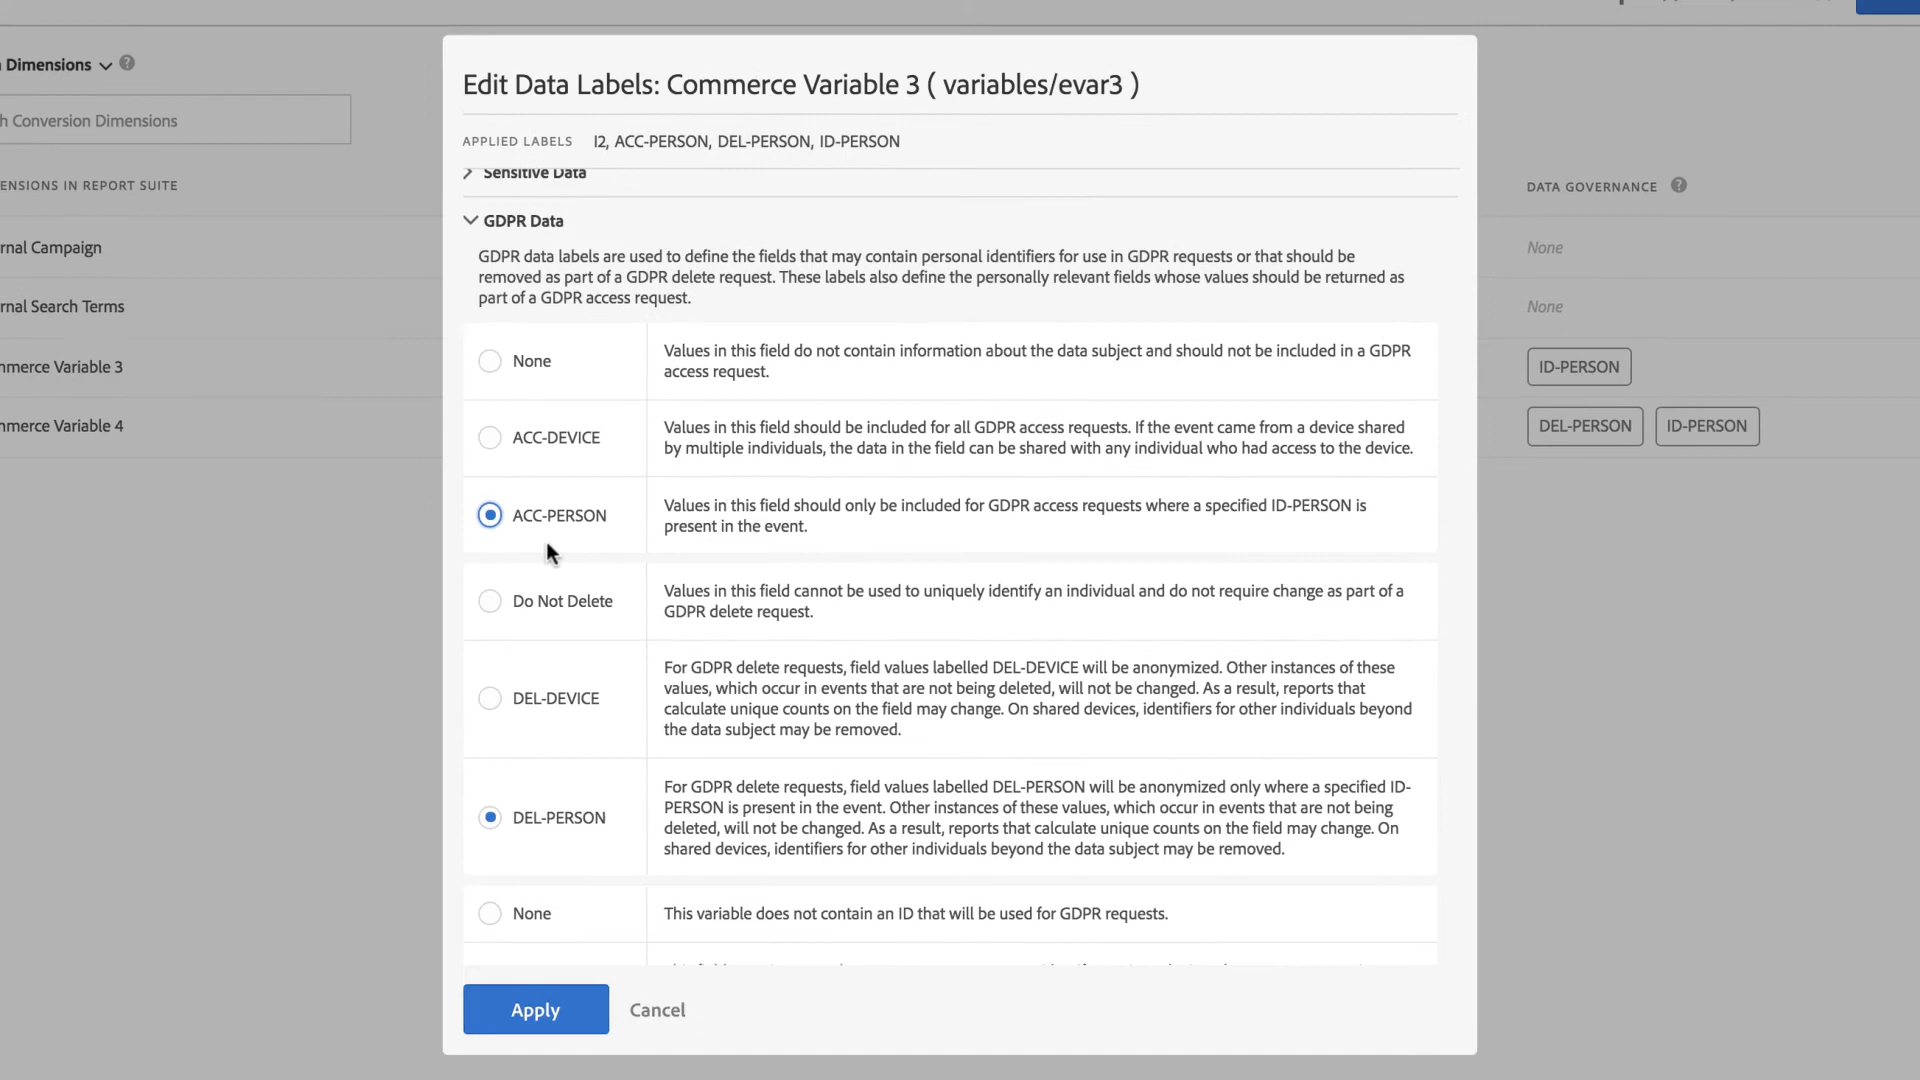 Dimensions
h Conversion Dimensions
ENSIONS IN REPORT SUITE
rnal Campaign
rnal Search Terms
nmerce Variable 3
nmerce Variable 4
Edit Data Labels: Commerce Variable 3 ( variables/evar3 )
APPLIED LABELS I2, ACC-PERSON, DEL-PERSON, ID-PERSON
Sensitive Data
GDPR Data
GDPR data labels are used to define the fields that may contain personal identifiers for use in GDPR requests or that should be
removed as part of a GDPR delete request. These labels also define the personally relevant fields whose values should be returned as
part of a GDPR access request.
None
Values in this field do not contain information about the data subject and should not be included in a GDPR
access request.
ACC-DEVICE
Values in this field should be included for all GDPR access requests. If the event came from a device shared
by multiple individuals, the data in the field can be shared with any individual who had access to the device.
ACC-PERSON
Values in this field should only be included for GDPR access requests where a specified ID-PERSON is
present in the event.
Do Not Delete
Values in this field cannot be used to uniquely identify an individual and do not require change as part of a
GDPR delete request.
DEL-DEVICE
For GDPR delete requests, field values labelled DEL-DEVICE will be anonymized. Other instances of these
values, which occur in events that are not being deleted, will not be changed. As a result, reports that
calculate unique counts on the field may change. On shared devices, identifiers for other individuals beyond
the data subject may be removed.
DEL-PERSON
For GDPR delete requests, field values labelled DEL-PERSON will be anonymized only where a specified ID-
PERSON is present in the event. Other instances of these values, which occur in events that are not being
deleted, will not be changed. As a result, reports that calculate unique counts on the field may change. On
shared devices, identifiers for other individuals beyond the data subject may be removed.
None
This variable does not contain an ID that will be used for GDPR requests.
Apply
Cancel
DATA GOVERNANCE ?
None
None
ID-PERSON
DEL-PERSON ID-PERSON